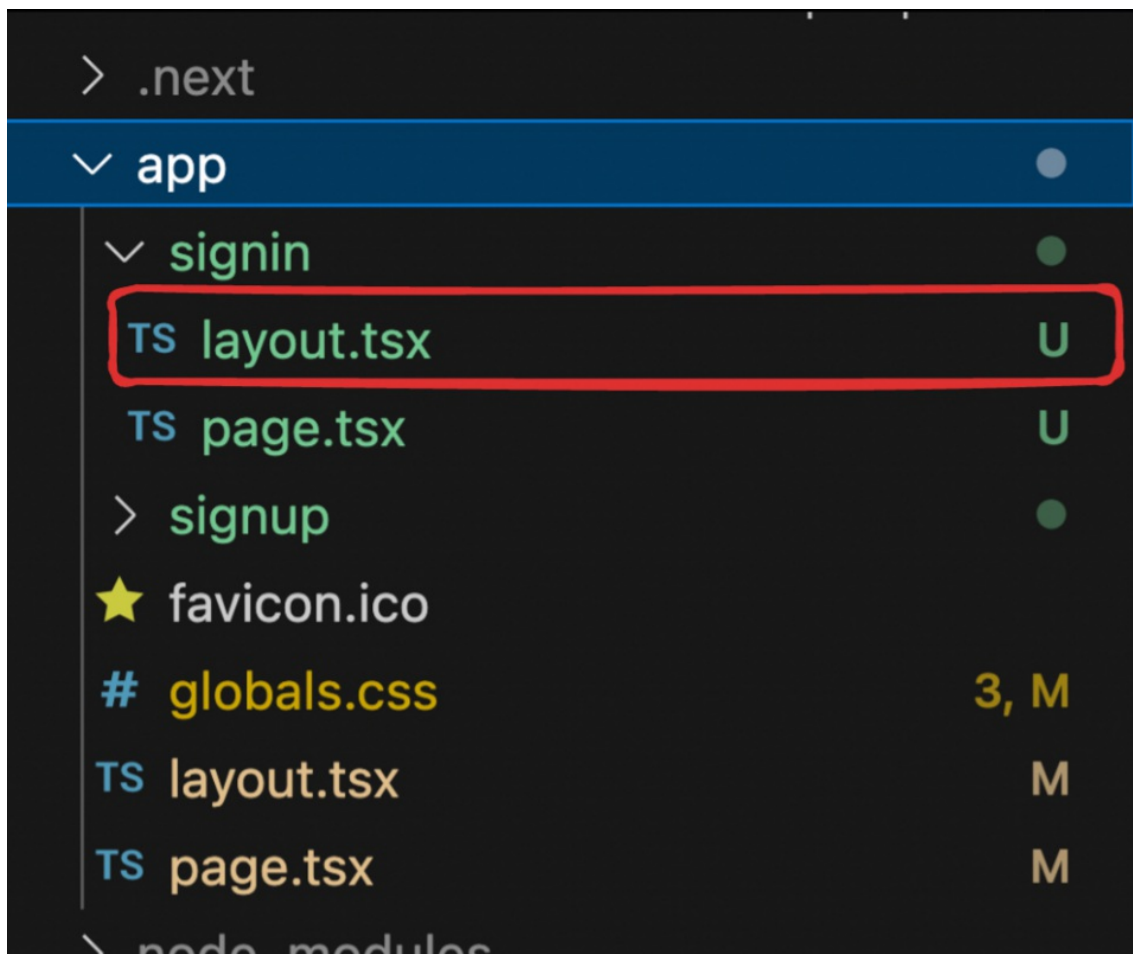 .next
app
signin
TS layout.tsx U
TS page.tsx U
signup
favicon.ico
# globals.css 3, M
TS layout.tsx M
TS page.tsx M
node_modules